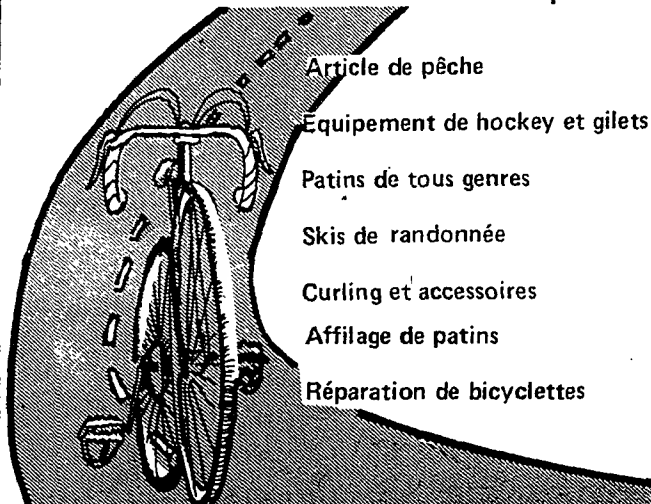 Article de pêche
Equipement de hockey et gilets
Patins de tous genres
Skis de randonnée
Curling et accessoires
Affilage de patins
Réparation de bicyclettes